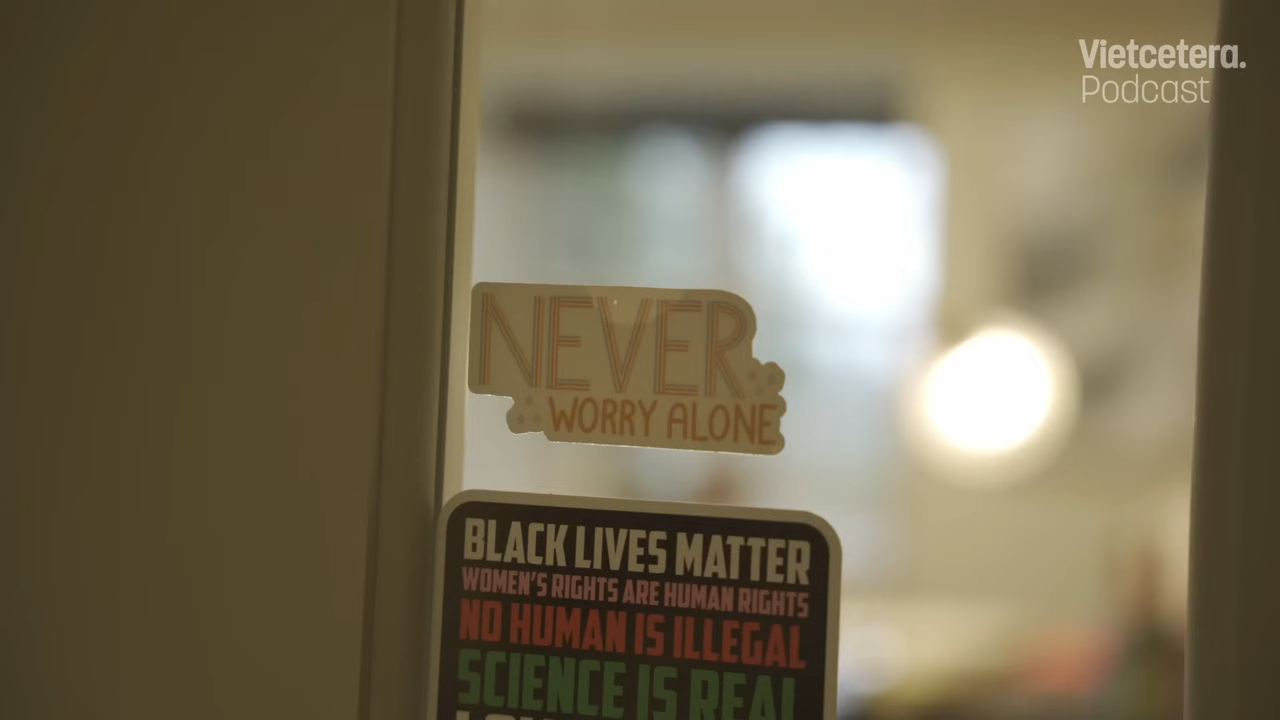 Vietcetera.
Podcast
NEVER
WORRY ALONE
BLACK LIVES MATTER
WOMEN'S RIGHTS ARE HUMAN RIGHTS
NO HUMAN IS ILLEGAL
SCIENCE IS REAL